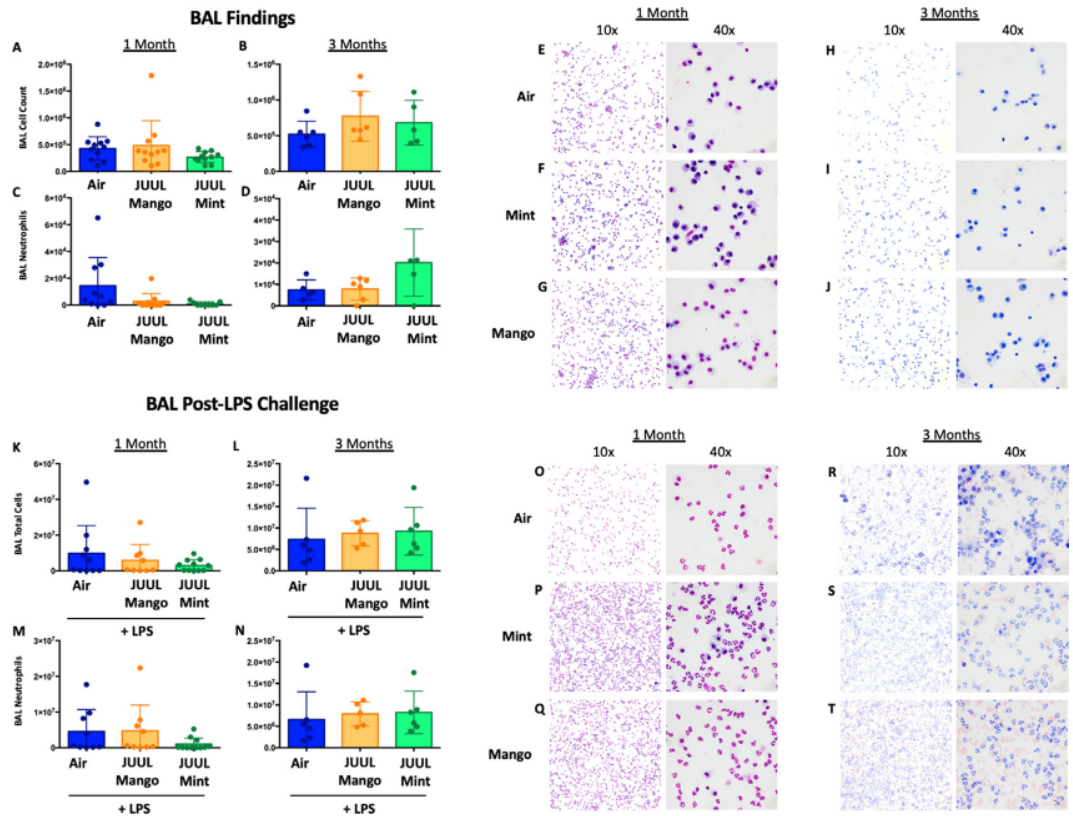 BAL Findings
A
1 Month
B
3 Months
BAL Cell Count
2.0×10⁶
1.5×10⁶
1.0×10⁶
5.0×10⁵
0.0
Air
JUUL
Mango
JUUL
Mint
1.5×10⁶
1.0×10⁶
5.0×10⁵
0.0
Air
JUUL
Mango
JUUL
Mint
C
D
BAL Neutrophils
8×10⁴
6×10⁴
4×10⁴
2×10⁴
0
Air
JUUL
Mango
JUUL
Mint
5×10⁴
4×10⁴
3×10⁴
2×10⁴
1×10⁴
0
Air
JUUL
Mango
JUUL
Mint
1 Month
10x
40x
3 Months
10x
40x
E
Air
H
F
Mint
I
G
Mango
J
BAL Post-LPS Challenge
K
1 Month
L
3 Months
BAL Total Cells
6×10⁷
4×10⁷
2×10⁷
0
Air
JUUL
Mango
JUUL
Mint
+ LPS
2.5×10⁷
2.0×10⁷
1.5×10⁷
1.0×10⁷
5.0×10⁶
0.0
Air
JUUL
Mango
JUUL
Mint
+ LPS
M
N
BAL Neutrophils
3×10⁷
2×10⁷
1×10⁷
0
Air
JUUL
Mango
JUUL
Mint
+ LPS
2.5×10⁷
2.0×10⁷
1.5×10⁷
1.0×10⁷
5.0×10⁶
0.0
Air
JUUL
Mango
JUUL
Mint
+ LPS
1 Month
10x
40x
3 Months
10x
40x
O
Air
R
P
Mint
S
Q
Mango
T